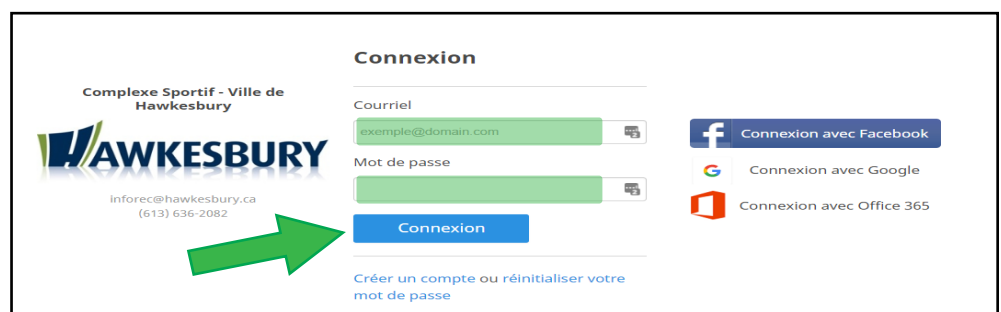 Complexe Sportif - Ville de
Hawkesbury
HAWKESBURY
inforec@hawkesbury.ca
(613) 636-2082
Connexion
Courriel
exemple@domain.com
Mot de passe
Connexion
Créer un compte ou réinitialiser votre
mot de passe
Connexion avec Facebook
Connexion avec Google
Connexion avec Office 365